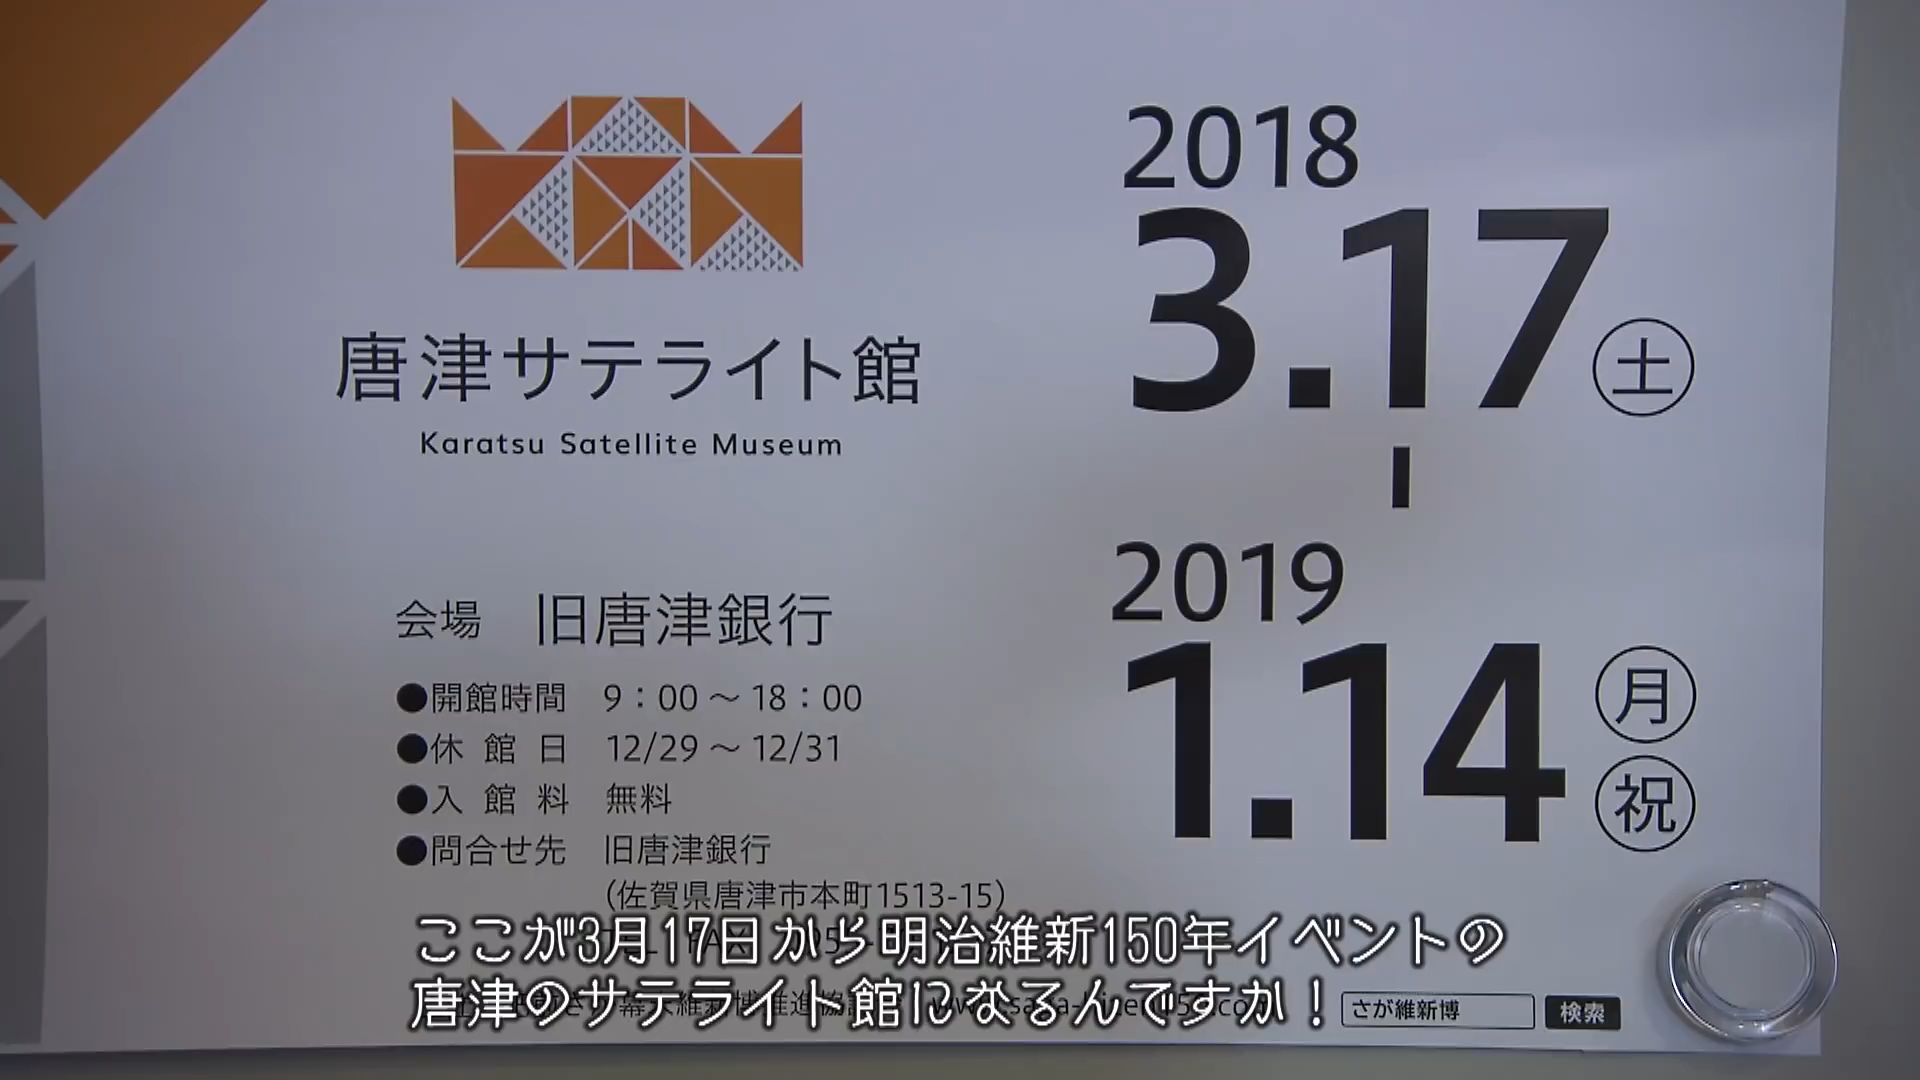 唐津サテライト館
Karatsu Satellite Museum
会場 旧唐津銀行
●開館時間 9：00～18：00
●休館日 12/29～12/31
●入館料 無料
●問合せ先 旧唐津銀行
(佐賀県唐津市本町1513-15)
2018
3.17 土
2019
1.14 月 祝
さが維新博 検索
ここが3月17日から明治維新150年イベントの
唐津のサテライト館になるんですか！